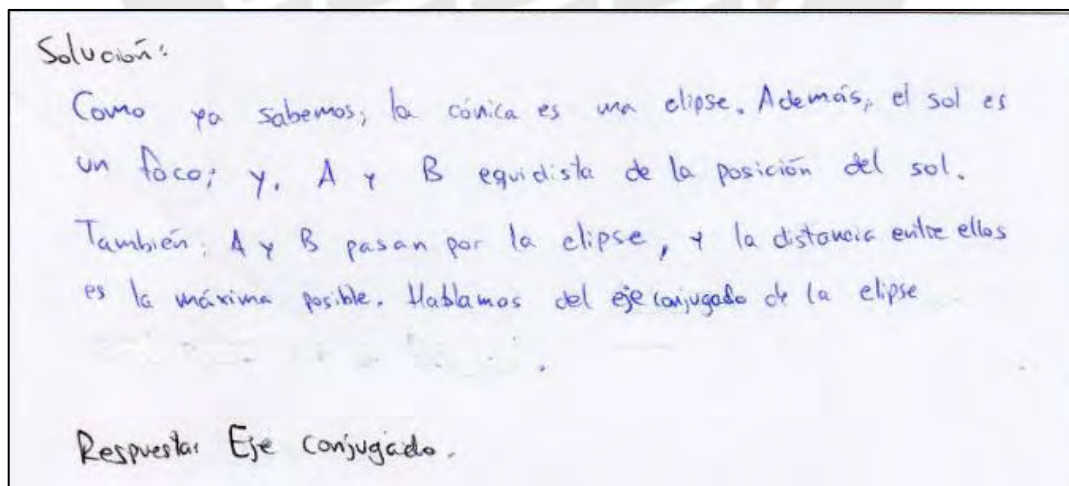 Solución:
Como ya sabemos; la cónica es una elipse. Además, el sol es
un foco; y, A y B equidista de la posición del sol.
También; A y B pasan por la elipse, y la distancia entre ellos
es la máxima posible. Hablamos del eje conjugado de la elipse
.
Respuesta: Eje conjugado.